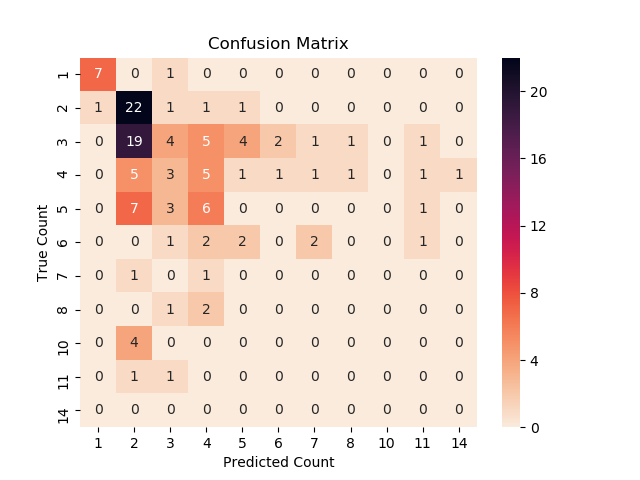 Confusion Matrix
1 7 0 1 0 0 0 0 0 0 0 0
2 1 22 1 1 1 0 0 0 0 0 0
3 0 19 4 5 4 2 1 1 0 1 0
4 0 5 3 5 1 1 1 1 0 1 1
5 0 7 3 6 0 0 0 0 0 1 0
6 0 0 1 2 2 0 2 0 0 1 0
7 0 1 0 1 0 0 0 0 0 0 0
8 0 0 1 2 0 0 0 0 0 0 0
10 0 4 0 0 0 0 0 0 0 0 0
11 0 1 1 0 0 0 0 0 0 0 0
14 0 0 0 0 0 0 0 0 0 0 0
1 2 3 4 5 6 7 8 10 11 14
Predicted Count
True Count
20
16
12
8
4
0